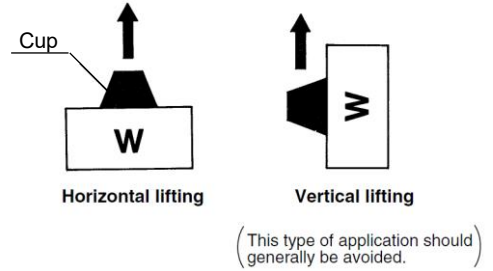 Cup
W
W
Horizontal lifting
Vertical lifting
(This type of application should
generally be avoided.)